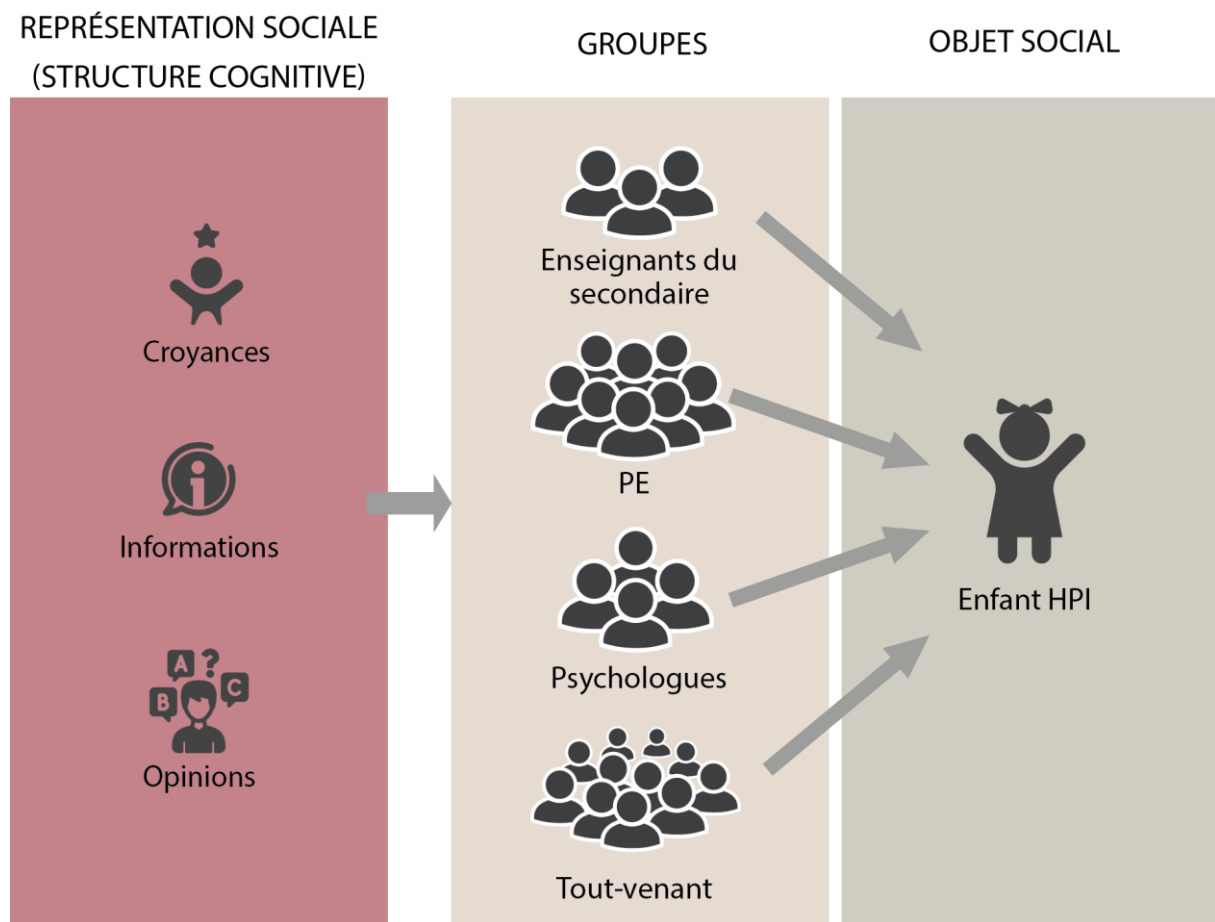 REPRÉSENTATION SOCIALE
(STRUCTURE COGNITIVE)
GROUPES
OBJET SOCIAL
Croyances
Informations
A ?
B C
Opinions
Enseignants du
secondaire
PE
Psychologues
Tout-venant
Enfant HPI